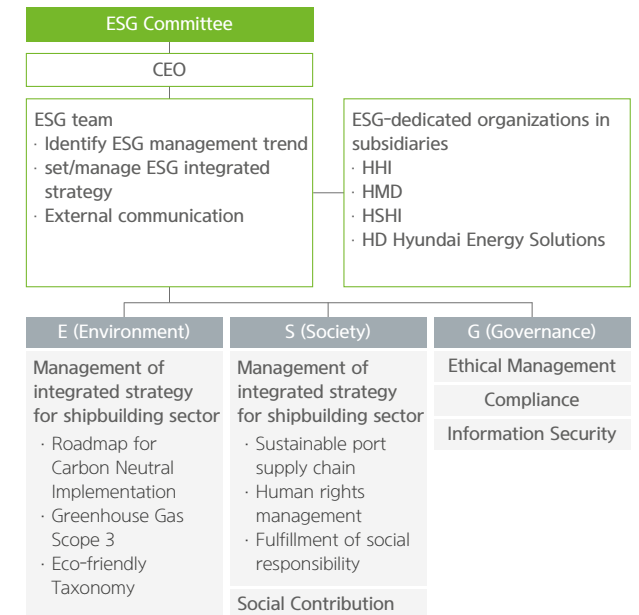 ESG Committee
CEO
ESG team
· Identify ESG management trend
· set/manage ESG integrated
strategy
· External communication
ESG-dedicated organizations in
subsidiaries
· HHI
· HMD
· HSHI
· HD Hyundai Energy Solutions
E (Environment)
Management of
integrated strategy
for shipbuilding sector
· Roadmap for
Carbon Neutral
Implementation
· Greenhouse Gas
Scope 3
· Eco-friendly
Taxonomy
S (Society)
Management of
integrated strategy
for shipbuilding sector
· Sustainable port
supply chain
· Human rights
management
· Fulfillment of social
responsibility
Social Contribution
G (Governance)
Ethical Management
Compliance
Information Security